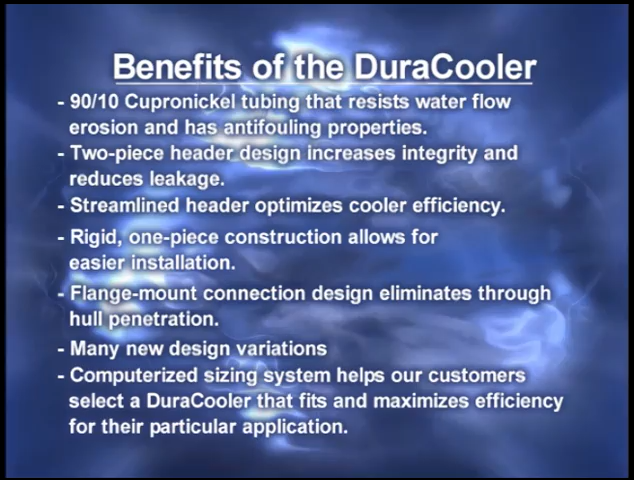 Benefits of the DuraCooler
- 90/10 Cupronickel tubing that resists water flow
erosion and has antifouling properties.
- Two-piece header design increases integrity and
reduces leakage.
- Streamlined header optimizes cooler efficiency.
- Rigid, one-piece construction allows for
easier installation.
- Flange-mount connection design eliminates through
hull penetration.
- Many new design variations
- Computerized sizing system helps our customers
select a DuraCooler that fits and maximizes efficiency
for their particular application.